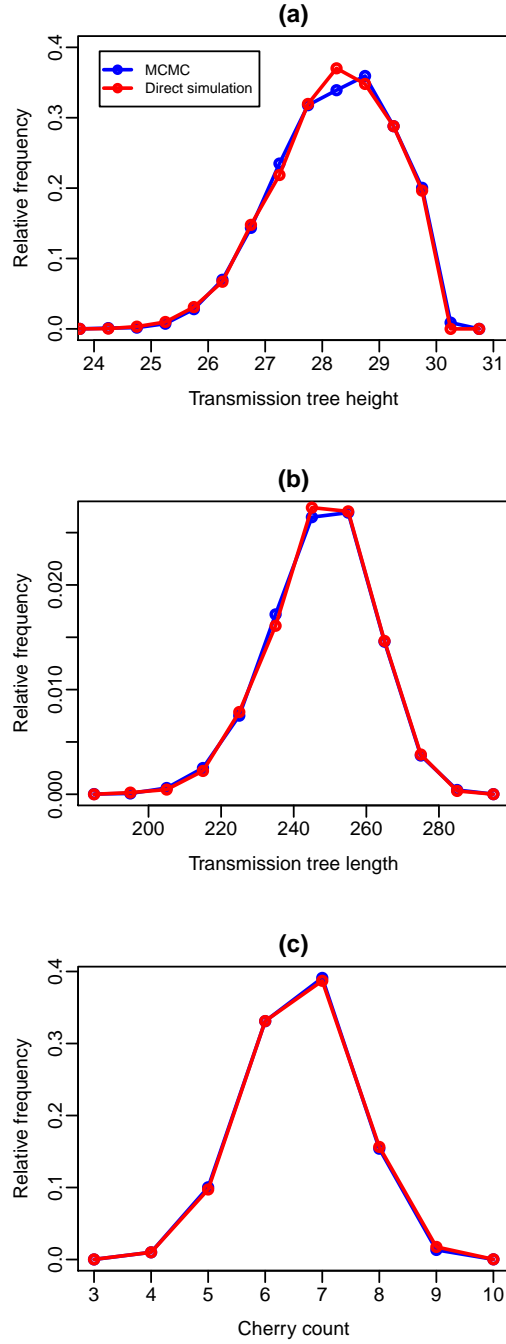 (a)
Relative frequency
0.0 0.1 0.2 0.3 0.4
MCMC
Direct simulation
24 25 26 27 28 29 30 31
Transmission tree height
(b)
Relative frequency
0.000 0.010 0.020
200 220 240 260 280
Transmission tree length
(c)
Relative frequency
0.0 0.1 0.2 0.3 0.4
3 4 5 6 7 8 9 10
Cherry count